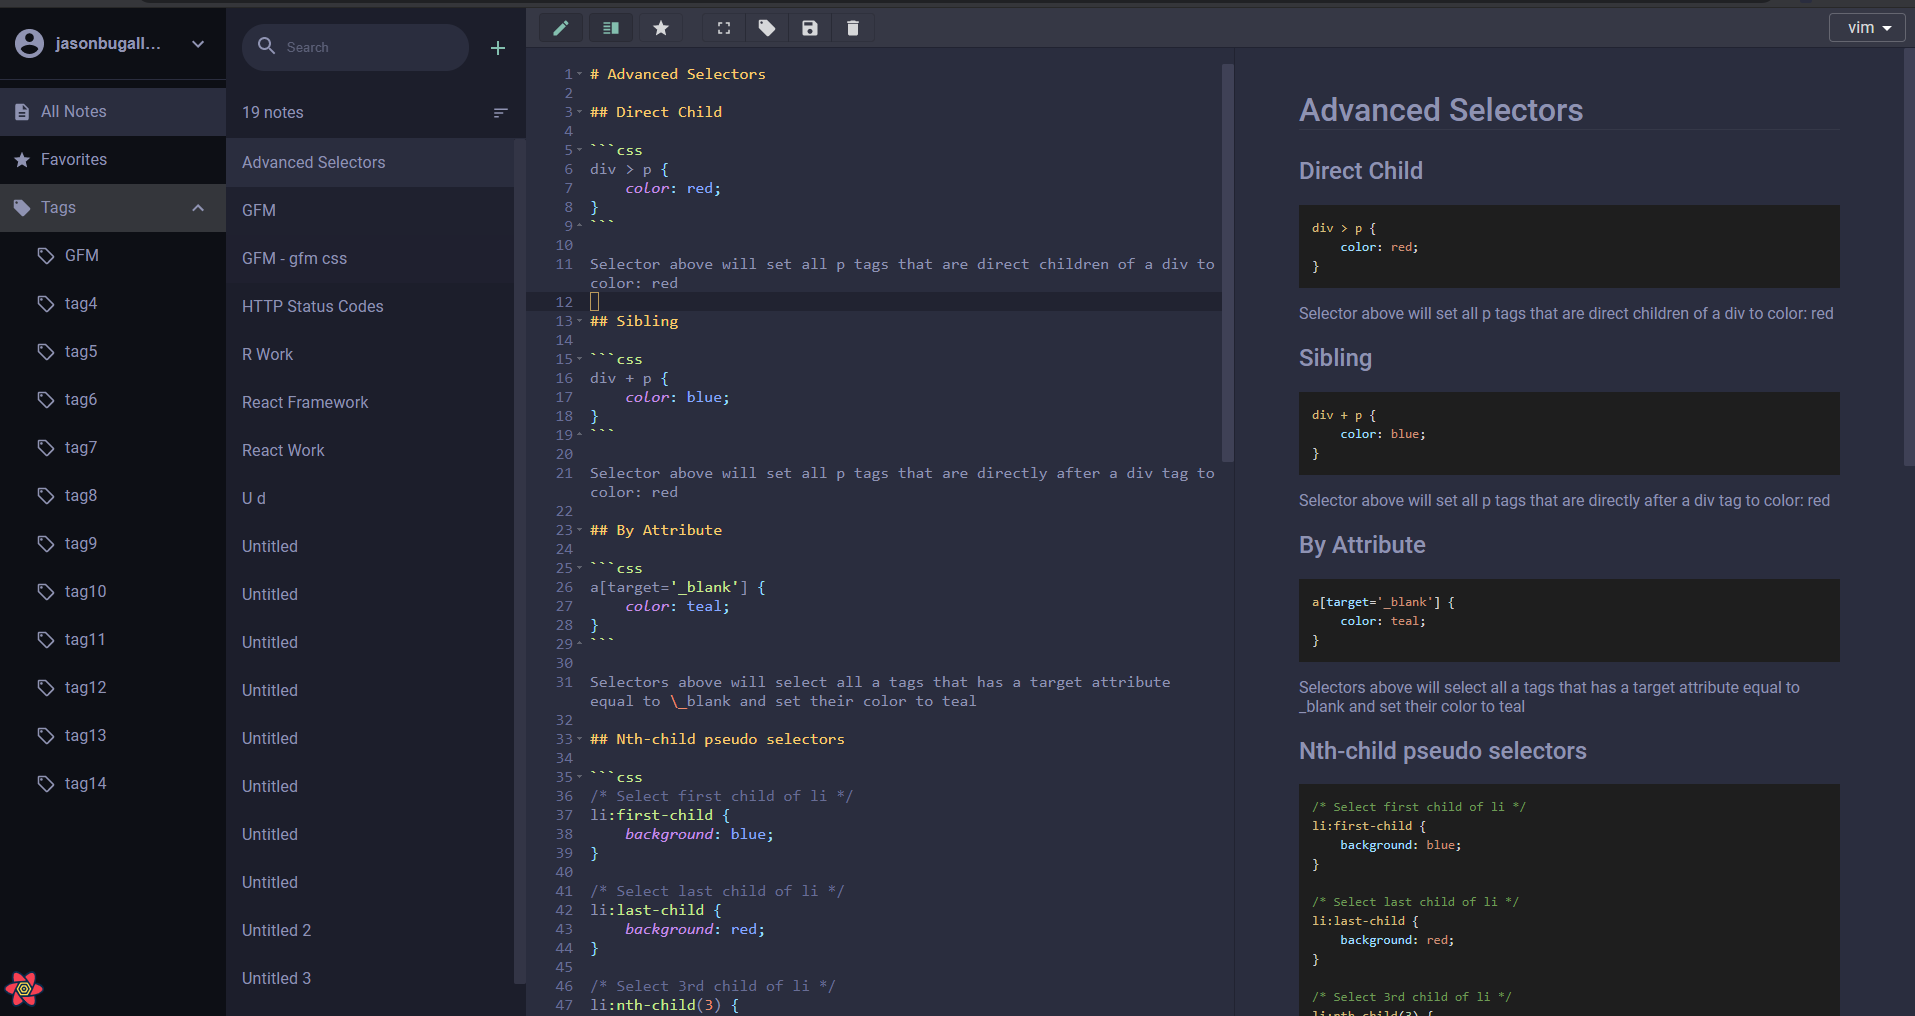 jasonbugall...
All Notes
Favorites
Tags
GFM
tag4
tag5
tag6
tag7
tag8
tag9
tag10
tag11
tag12
tag13
tag14
Search
19 notes
Advanced Selectors
GFM
GFM - gfm css
HTTP Status Codes
R Work
React Framework
React Work
U d
Untitled
Untitled
Untitled
Untitled
Untitled
Untitled
Untitled
Untitled
Untitled 2
Untitled 3
vim
1 # Advanced Selectors
2
3 ## Direct Child
4
5 ```css
6 div > p {
7     color: red;
8 }
9 ```
10
11 Selector above will set all p tags that are direct children of a div to
color: red
12
13 ## Sibling
14
15 ```css
16 div + p {
17     color: blue;
18 }
19 ```
20
21 Selector above will set all p tags that are directly after a div tag to
color: red
22
23 ## By Attribute
24
25 ```css
26 a[target='_blank'] {
27     color: teal;
28 }
29 ```
30
31 Selectors above will select all a tags that has a target attribute
equal to \_blank and set their color to teal
32
33 ## Nth-child pseudo selectors
34
35 ```css
36 /* Select first child of li */
37 li:first-child {
38     background: blue;
39 }
40
41 /* Select last child of li */
42 li:last-child {
43     background: red;
44 }
45
46 /* Select 3rd child of li */
47 li:nth-child(3) {
Advanced Selectors
Direct Child
div > p {
    color: red;
}
Selector above will set all p tags that are direct children of a div to color: red
Sibling
div + p {
    color: blue;
}
Selector above will set all p tags that are directly after a div tag to color: red
By Attribute
a[target='_blank'] {
    color: teal;
}
Selectors above will select all a tags that has a target attribute equal to
_blank and set their color to teal
Nth-child pseudo selectors
/* Select first child of li */
li:first-child {
    background: blue;
}
/* Select last child of li */
li:last-child {
    background: red;
}
/* Select 3rd child of li */
li:nth-child(3) {